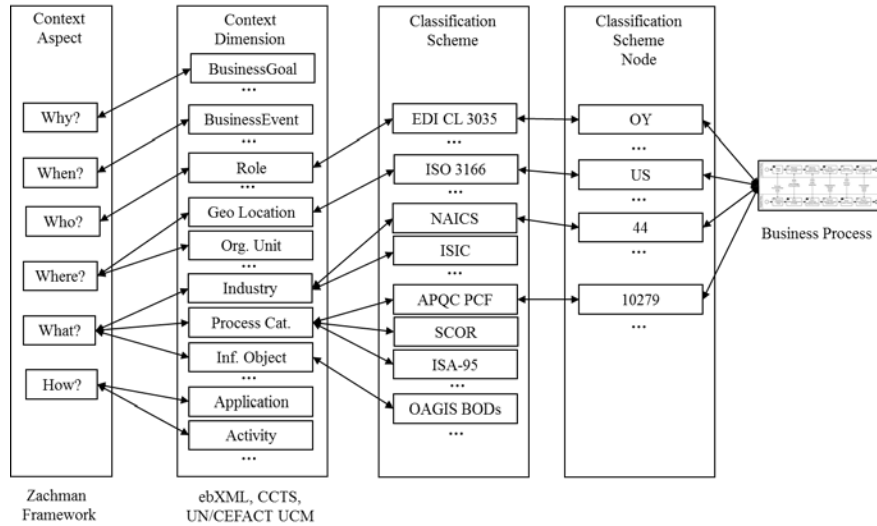 Context
Aspect
Why?
When?
Who?
Where?
What?
How?
Zachman
Framework
Context
Dimension
BusinessGoal
...
BusinessEvent
...
Role
...
Geo Location
Org. Unit
...
Industry
Process Cat.
Inf. Object
...
Application
Activity
...
ebXML, CCTS,
UN/CEFACT UCM
Classification
Scheme
EDI CL 3035
...
ISO 3166
...
NAICS
ISIC
APQC PCF
SCOR
ISA-95
OAGIS BODs
...
Classification
Scheme
Node
OY
...
US
...
44
...
10279
...
Business Process